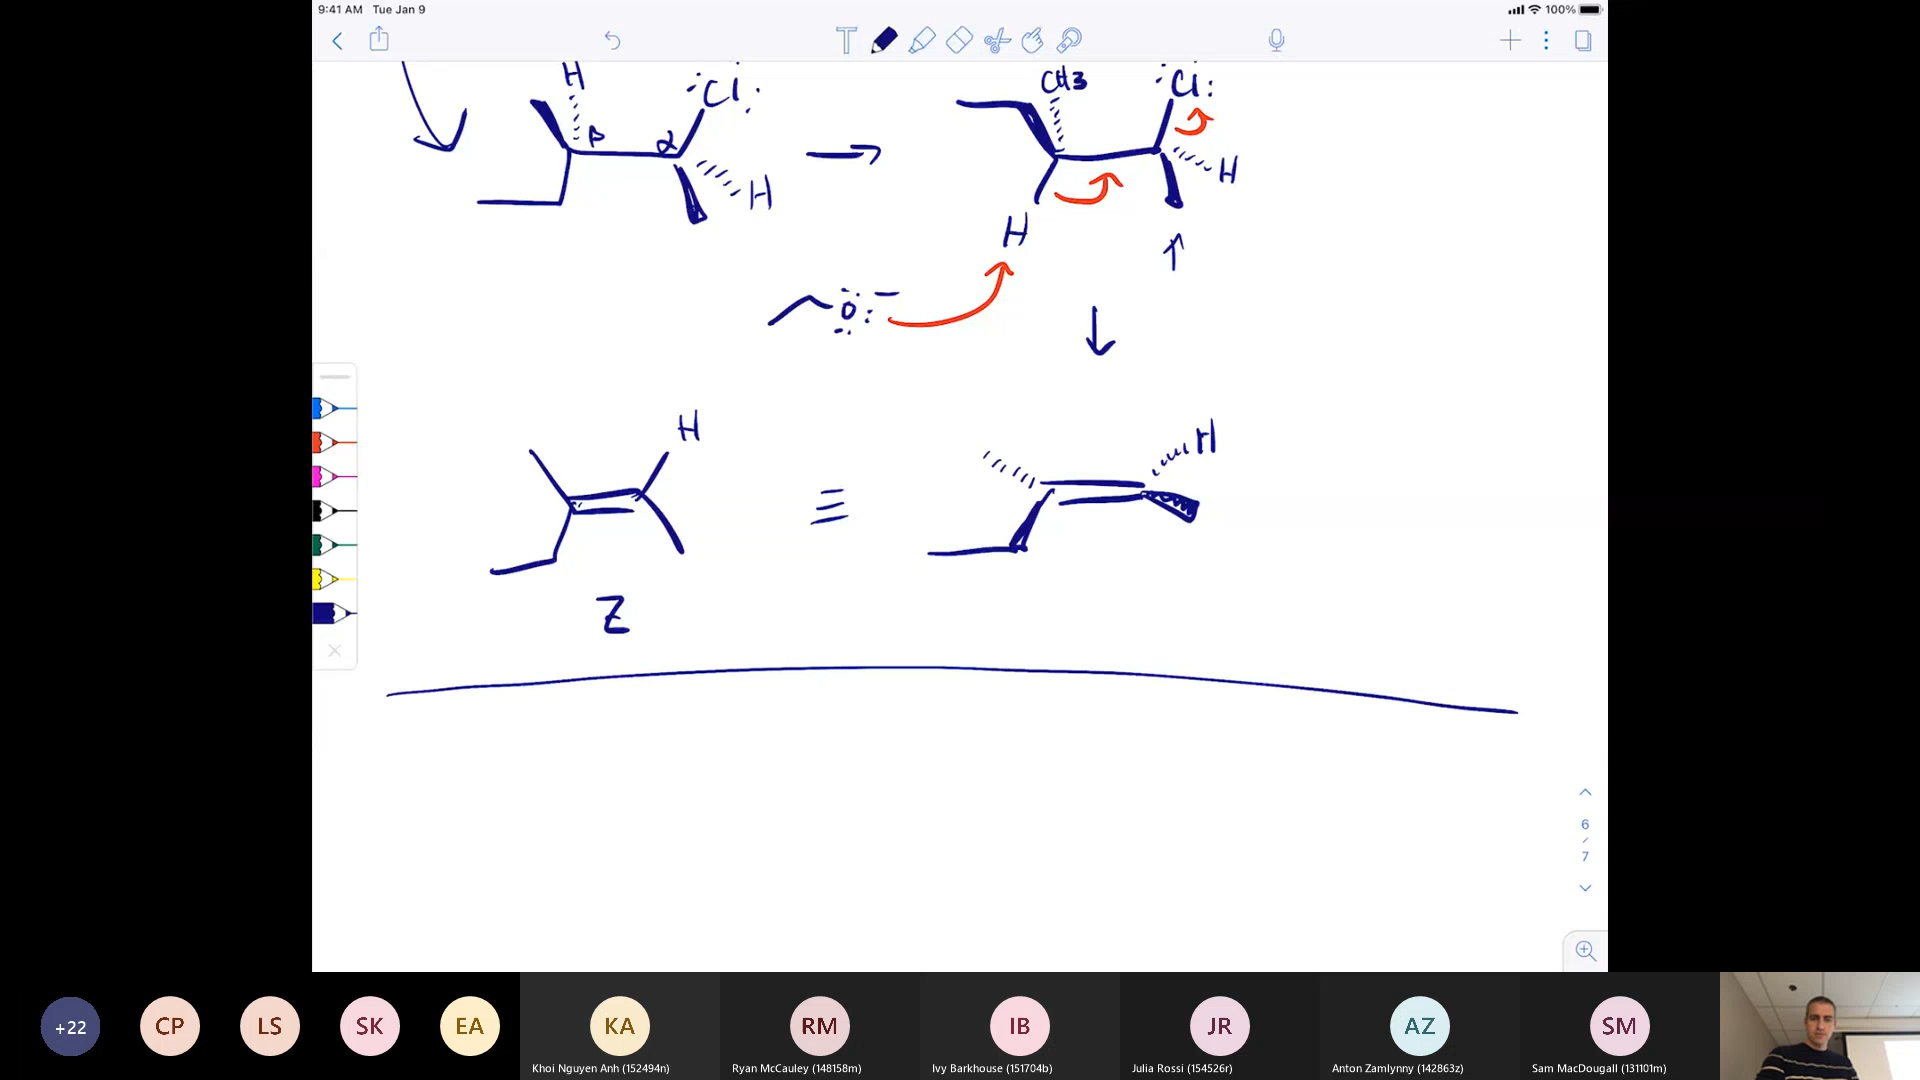 9:41 AM Tue Jan 9
100%
T
H
:Cl:
CH3
:Cl:
β α
H
H
H
O:
H
H
≡
Z
6
7
+22
CP
LS
SK
EA
KA
RM
IB
JR
AZ
SM
Khoi Nguyen Anh (152494n)
Ryan McCauley (148158m)
Ivy Barkhouse (151704b)
Julia Rossi (154526r)
Anton Zamlynny (142863z)
Sam MacDougall (131101m)